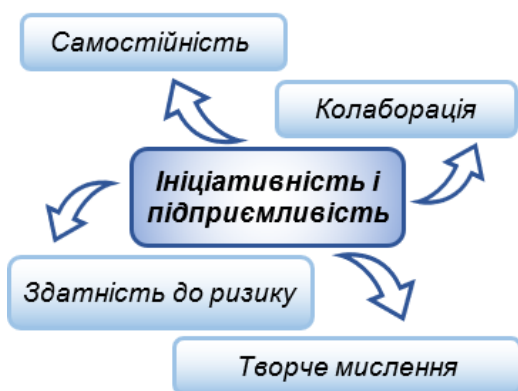 Самостійність
Колаборація
Ініціативність і
підприємливість
Здатність до ризику
Творче мислення